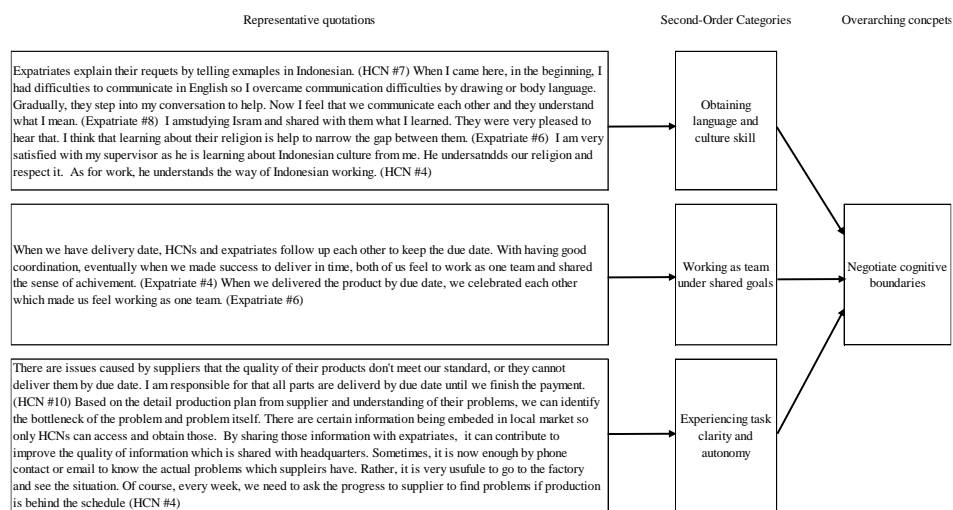 Representative quotations
Second-Order Categories
Overarching concpets
Expatriates explain their requets by telling exmaples in Indonesian. (HCN #7) When I came here, in the beginning, I
had difficulties to communicate in English so I overcame communication difficulties by drawing or body language.
Gradually, they step into my conversation to help. Now I feel that we communicate each other and they understand
what I mean. (Expatriate #8) I amstudying Isram and shared with them what I learned. They were very pleased to
hear that. I think that learning about their religion is help to narrow the gap between them. (Expatriate #6) I am very
satisfied with my supervisor as he is learning about Indonesian culture from me. He undersatndds our religion and
respect it. As for work, he understands the way of Indonesian working. (HCN #4)
Obtaining
language and
culture skill
When we have delivery date, HCNs and expatriates follow up each other to keep the due date. With having good
coordination, eventually when we made success to deliver in time, both of us feel to work as one team and shared
the sense of achivement. (Expatriate #4) When we delivered the product by due date, we celebrated each other
which made us feel working as one team. (Expatriate #6)
Working as team
under shared goals
Negotiate cognitive
boundaries
There are issues caused by suppliers that the quality of their products don't meet our standard, or they cannot
deliver them by due date. I am responsible for that all parts are deliverd by due date until we finish the payment.
(HCN #10) Based on the detail production plan from supplier and understanding of their problems, we can identify
the bottleneck of the problem and problem itself. There are certain information being embeded in local market so
only HCNs can access and obtain those. By sharing those information with expatriates, it can contribute to
improve the quality of information which is shared with headquarters. Sometimes, it is now enough by phone
contact or email to know the actual problems which suppleirs have. Rather, it is very usufule to go to the factory
and see the situation. Of course, every week, we need to ask the progress to supplier to find problems if production
is behind the schedule (HCN #4)
Experiencing task
clarity and
autonomy